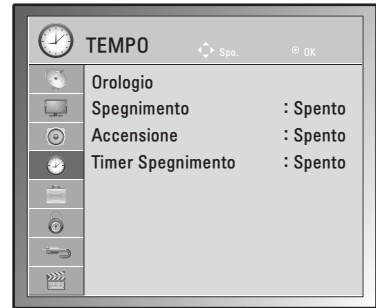 TEMPO Spo. OK
Orologio
Spegnimento : Spento
Accensione : Spento
Timer Spegnimento : Spento